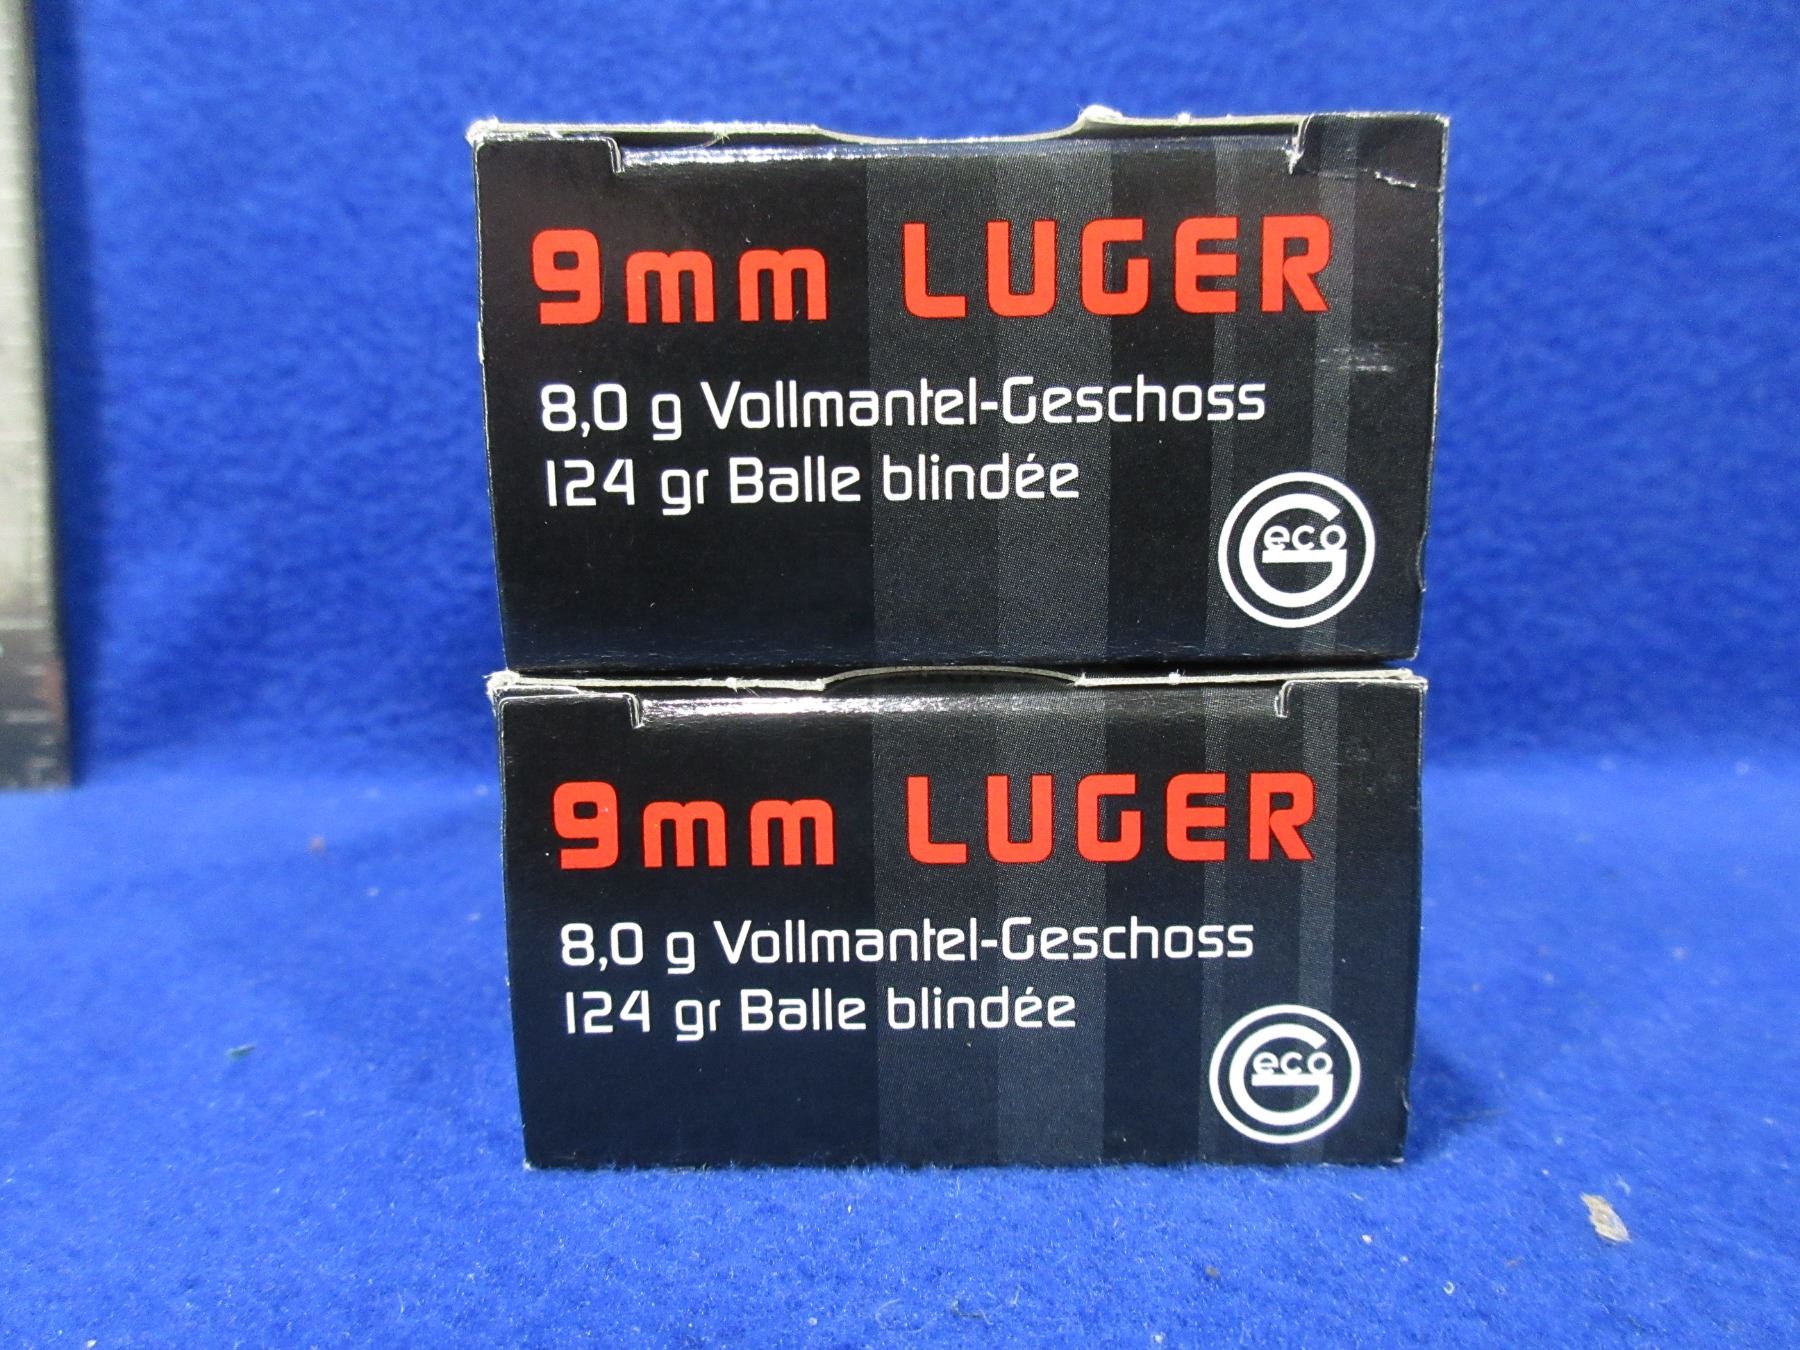 9mm LUGER
8,0 g Vollmantel-Geschoss
124 gr Balle blindée
Geco
9mm LUGER
8,0 g Vollmantel-Geschoss
124 gr Balle blindée
Geco